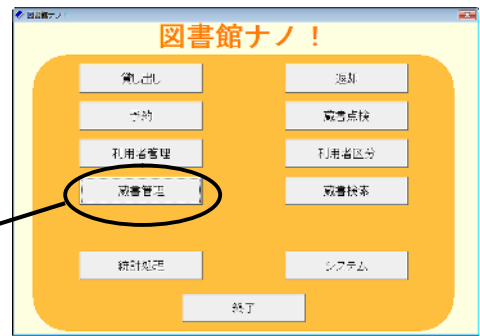 図書館ナノ！
図書館ナノ！
貸し出し
返却
予約
蔵書点検
利用者管理
利用者区分
蔵書管理
蔵書検索
統計処理
システム
終了